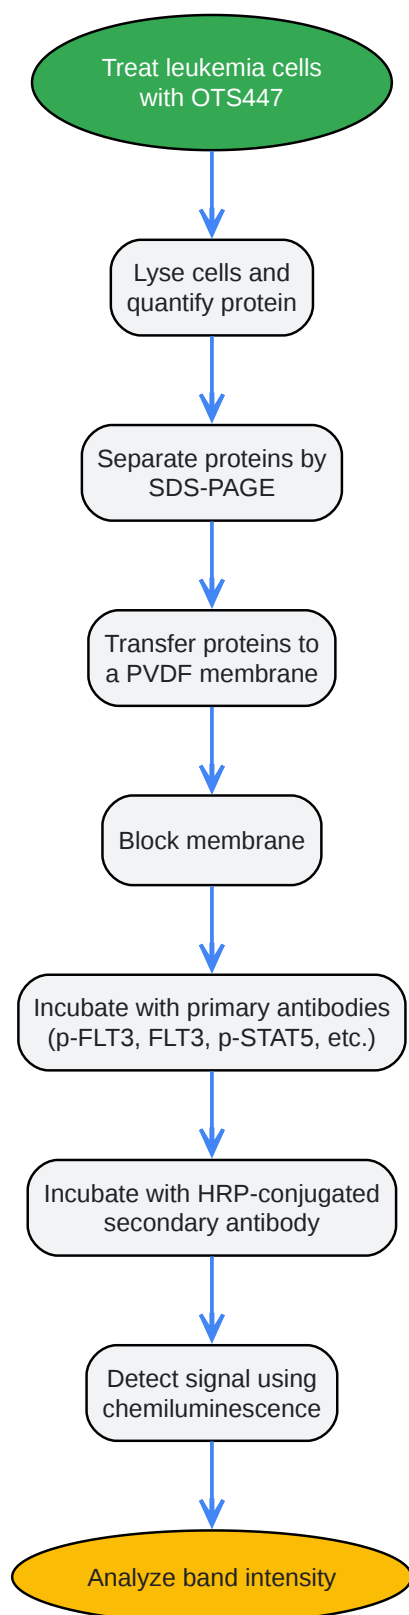 Treat leukemia cells
with OTS447
Lyse cells and
quantify protein
Separate proteins by
SDS-PAGE
Transfer proteins to
a PVDF membrane
Block membrane
Incubate with primary antibodies
(p-FLT3, FLT3, p-STAT5, etc.)
Incubate with HRP-conjugated
secondary antibody
Detect signal using
chemiluminescence
Analyze band intensity